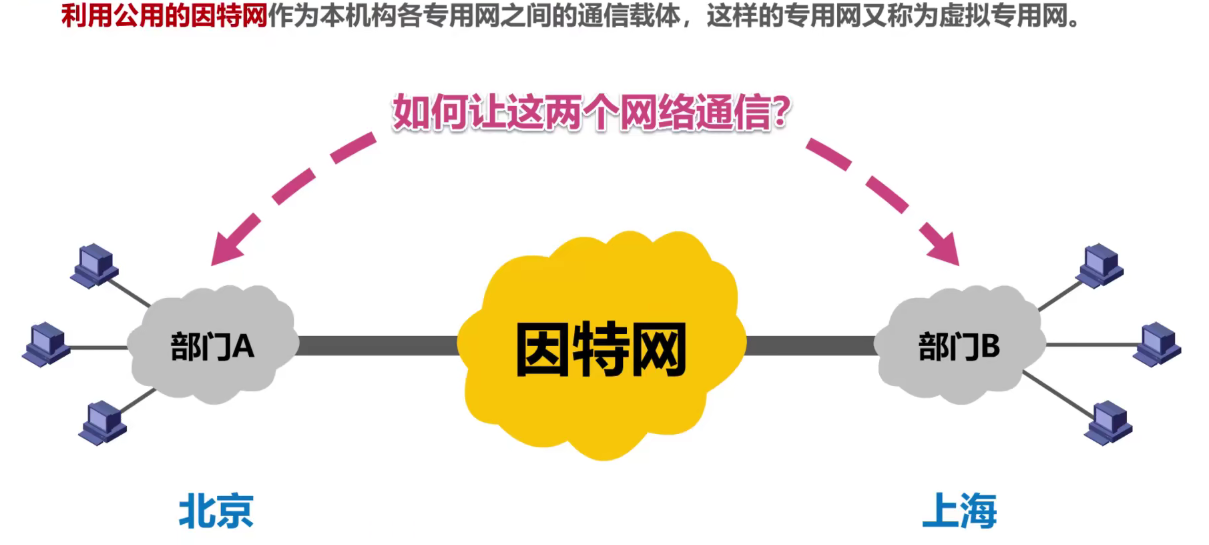 利用公用的因特网作为本机构各专用网之间的通信载体，这样的专用网又称为虚拟专用网。
如何让这两个网络通信？
部门A
因特网
部门B
北京
上海